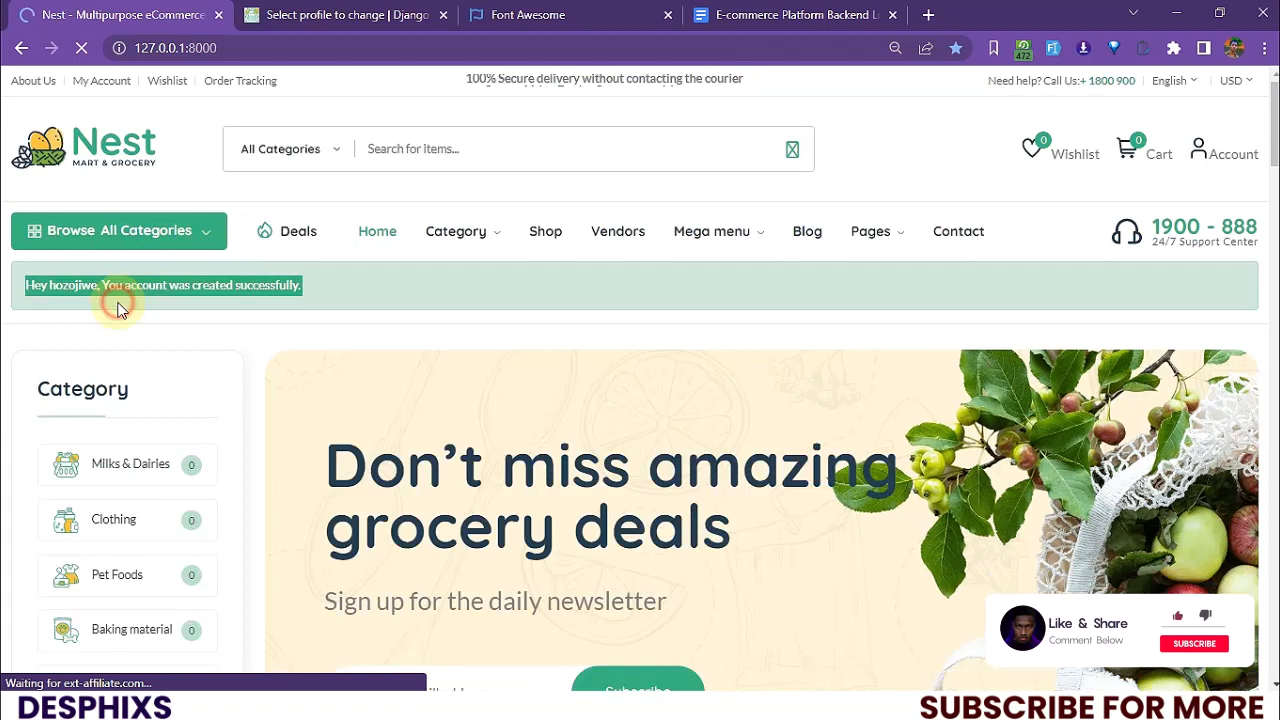 Nest - Multipurpose eCommerce
Select profile to change | Djang
Font Awesome
E-commerce Platform Backend L
127.0.0.1:8000
472
About Us
My Account
Wishlist
Order Tracking
100% Secure delivery without contacting the courier
Need help? Call Us:+ 1800 900
English
USD
Nest
MART & GROCERY
All Categories
Search for items...
0
Wishlist
0
Cart
Account
Browse All Categories
Deals
Home
Category
Shop
Vendors
Mega menu
Blog
Pages
Contact
1900 - 888
24/7 Support Center
Hey hozojiwe, You account was created successfully.
Category
Milks & Dairies 0
Clothing 0
Pet Foods 0
Baking material 0
Don't miss amazing
grocery deals
Sign up for the daily newsletter
Subscribe
Like & Share
Comment Below
SUBSCRIBE
Waiting for ext-affiliate.com...
DESPHIXS
SUBSCRIBE FOR MORE